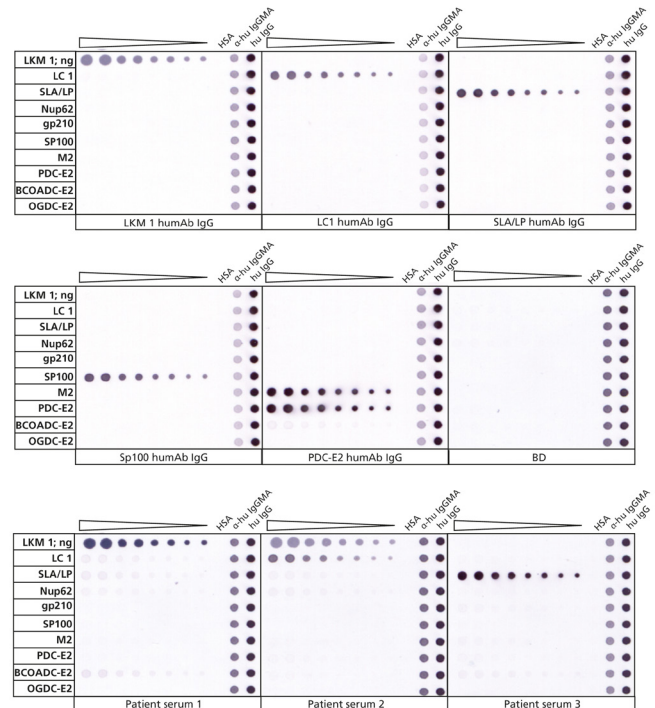 HSA α-hu IgGMA hu IgG HSA α-hu IgGMA hu IgG HSA α-hu IgGMA hu IgG
LKM 1; ng
LC 1
SLA/LP
Nup62
gp210
SP100
M2
PDC-E2
BCOADC-E2
OGDC-E2
LKM 1 humAb IgG LC1 humAb IgG SLA/LP humAb IgG
HSA α-hu IgGMA hu IgG HSA α-hu IgGMA hu IgG HSA α-hu IgGMA hu IgG
LKM 1; ng
LC 1
SLA/LP
Nup62
gp210
SP100
M2
PDC-E2
BCOADC-E2
OGDC-E2
Sp100 humAb IgG PDC-E2 humAb IgG BD
HSA α-hu IgGMA hu IgG HSA α-hu IgGMA hu IgG HSA α-hu IgGMA hu IgG
LKM 1; ng
LC 1
SLA/LP
Nup62
gp210
SP100
M2
PDC-E2
BCOADC-E2
OGDC-E2
Patient serum 1 Patient serum 2 Patient serum 3